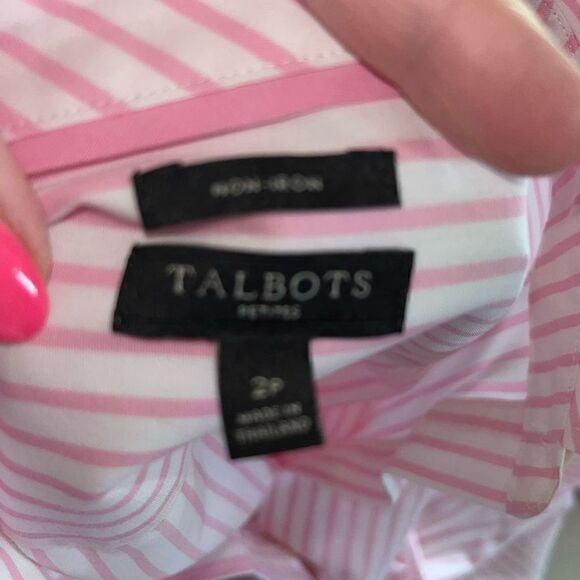 NON-IRON
TALBOTS
PETITES
2P
MADE IN
THAILAND